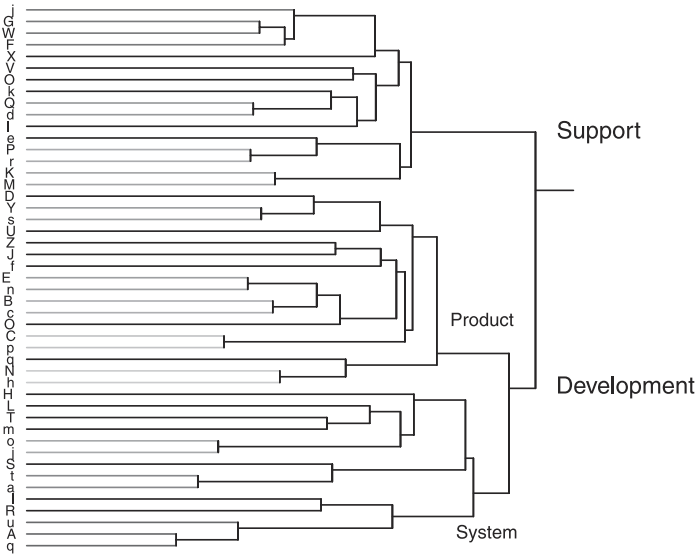 j
G
W
F
X
V
O
k
Q
d
I
e
P
r
K
M
D
Y
s
U
Z
J
f
E
n
B
c
O
C
p
q
N
h
H
L
T
m
o
j
S
t
a
I
R
u
A
q
Support
Product
Development
System